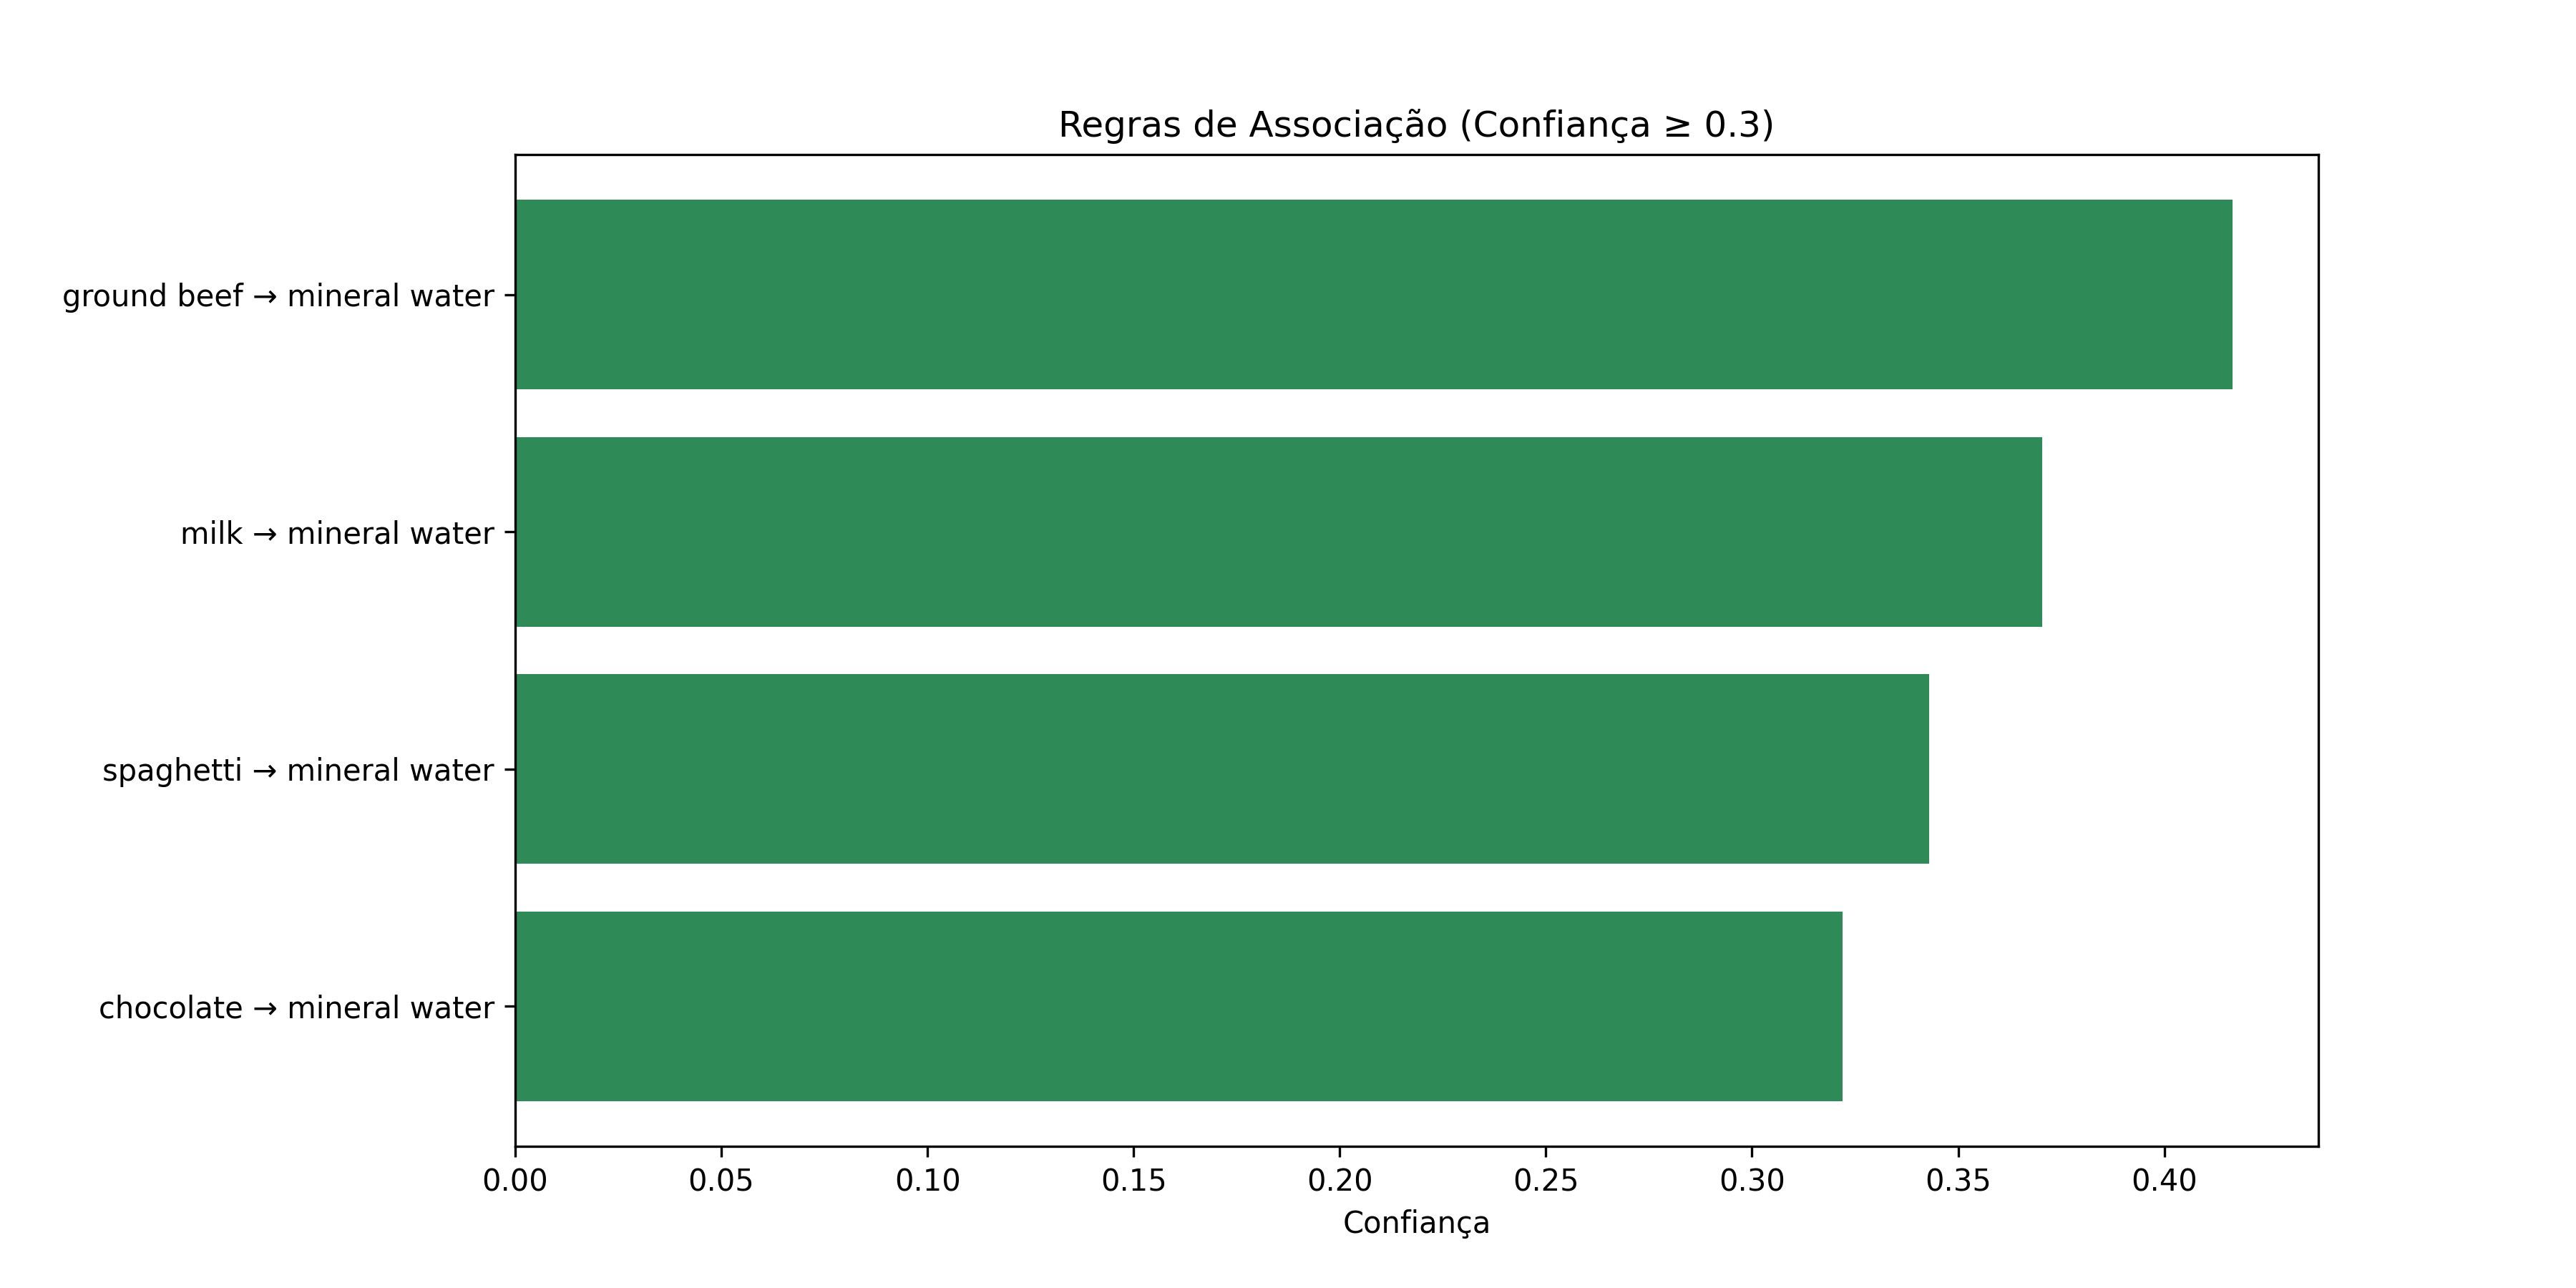 Regras de Associação (Confiança ≥ 0.3)
ground beef → mineral water
milk → mineral water
spaghetti → mineral water
chocolate → mineral water
0.00 0.05 0.10 0.15 0.20 0.25 0.30 0.35 0.40
Confiança